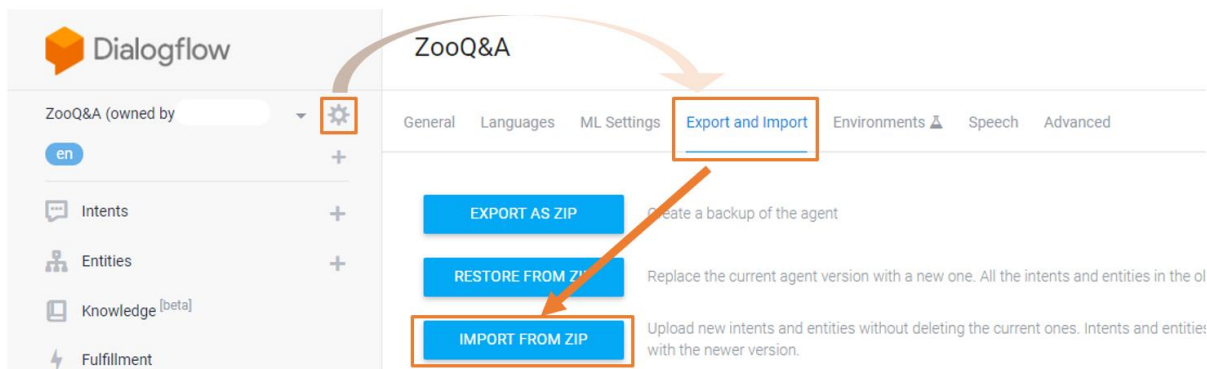 Dialogflow
ZooQ&A
ZooQ&A (owned by
en
Intents
Entities
Knowledge [beta]
Fulfillment
General Languages ML Settings Export and Import Environments Speech Advanced
EXPORT AS ZIP
Create a backup of the agent
RESTORE FROM ZIP
Replace the current agent version with a new one. All the intents and entities in the ol
IMPORT FROM ZIP
Upload new intents and entities without deleting the current ones. Intents and entities
with the newer version.